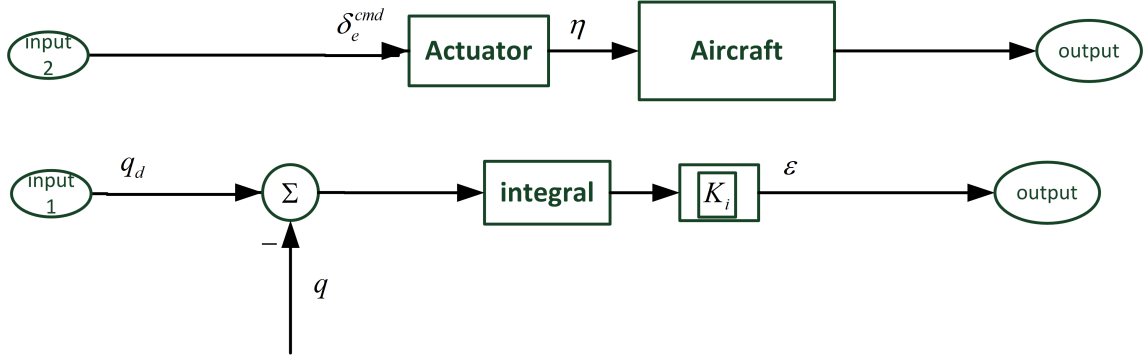 input
2
δ_e^{cmd}
Actuator
η
Aircraft
output
input
1
q_d
Σ
−
q
integral
K_i
ε
output